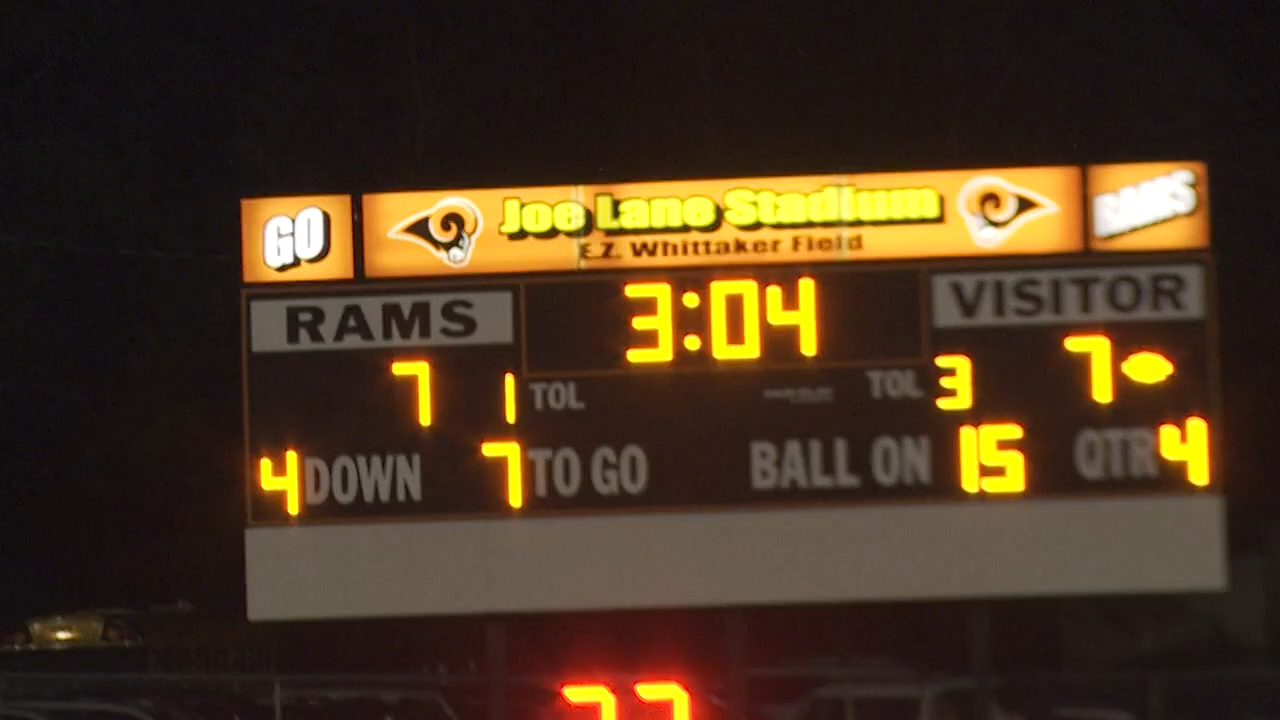 GO
Joe Lane Stadium
RAMS
E.Z. Whittaker Field
RAMS
3:04
VISITOR
7
1 TOL
TOL 3
7
4 DOWN
7 TO GO
BALL ON 15
QTR 4